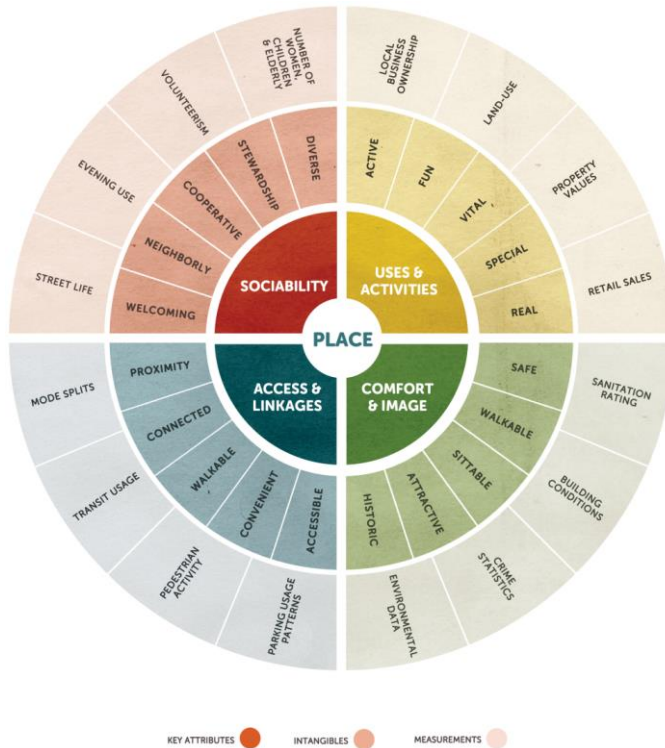 NUMBER OF
WOMEN,
CHILDREN
& ELDERLY
VOLUNTEERISM
EVENING USE
STREET LIFE
DIVERSE
STEWARDSHIP
COOPERATIVE
NEIGHBORLY
WELCOMING
SOCIABILITY
LOCAL
BUSINESS
OWNERSHIP
LAND-USE
PROPERTY
VALUES
RETAIL SALES
ACTIVE
FUN
VITAL
SPECIAL
REAL
USES &
ACTIVITIES
PLACE
ACCESS &
LINKAGES
PROXIMITY
CONNECTED
WALKABLE
CONVENIENT
ACCESSIBLE
MODE SPLITS
TRANSIT USAGE
PEDESTRIAN
ACTIVITY
PARKING USAGE
PATTERNS
COMFORT
& IMAGE
SAFE
WALKABLE
SITTABLE
ATTRACTIVE
HISTORIC
SANITATION
RATING
BUILDING
CONDITIONS
CRIME
STATISTICS
ENVIRONMENTAL
DATA
KEY ATTRIBUTES
INTANGIBLES
MEASUREMENTS